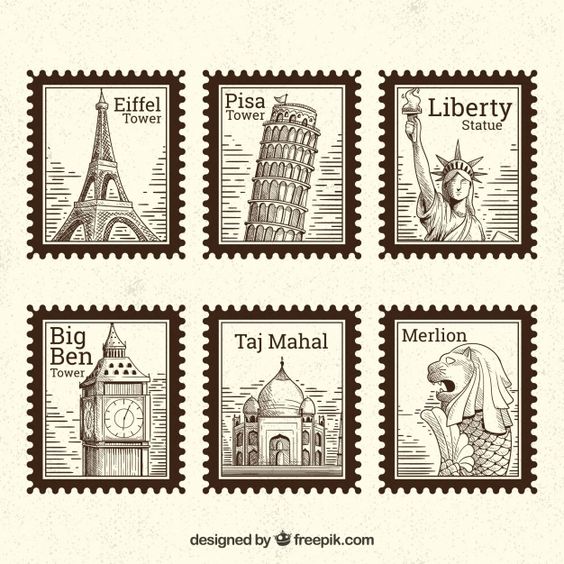 Eiffel
Tower
Pisa
Tower
Liberty
Statue
Big
Ben
Tower
Taj Mahal
Merlion
designed by freepik.com